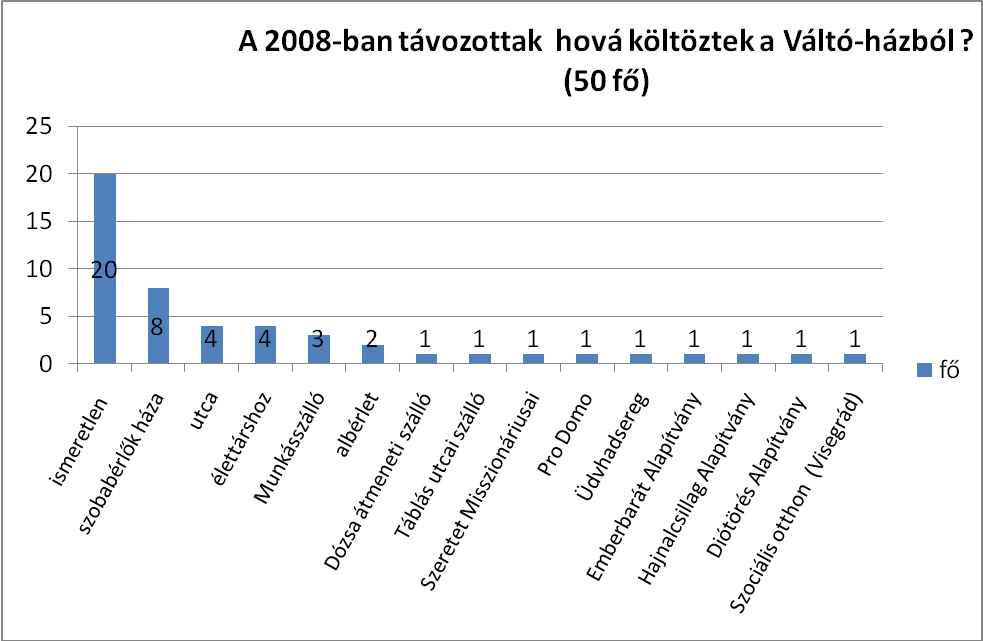 A 2008-ban távozottak hová költöztek a Váltó-házból ?
(50 fő)
25
20
15
10
5
0
20
8
4
4
3
2
1
1
1
1
1
1
1
1
1
ismeretlen
szobabérlők háza
utca
élettárshoz
Munkásszálló
albérlet
Dózsa átmeneti szálló
Táblás utcai szálló
Szeretet Misszionáriusai
Pro Domo
Üdvhadsereg
Emberbarát Alapítvány
Hajnalcsillag Alapítvány
Diótörés Alapítvány
Szociális otthon (Visegrád)
fő